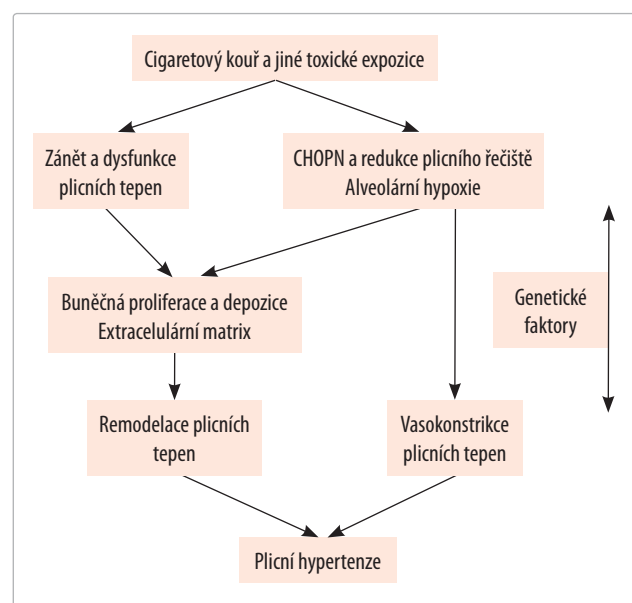 Cigaretový kouř a jiné toxické expozice
Zánět a dysfunkce
plicních tepen
CHOPN a redukce plicního řečiště
Alveolární hypoxie
Buněčná proliferace a depozice
Extracelulární matrix
Genetické
faktory
Remodelace plicních
tepen
Vasokonstrikce
plicních tepen
Plicní hypertenze